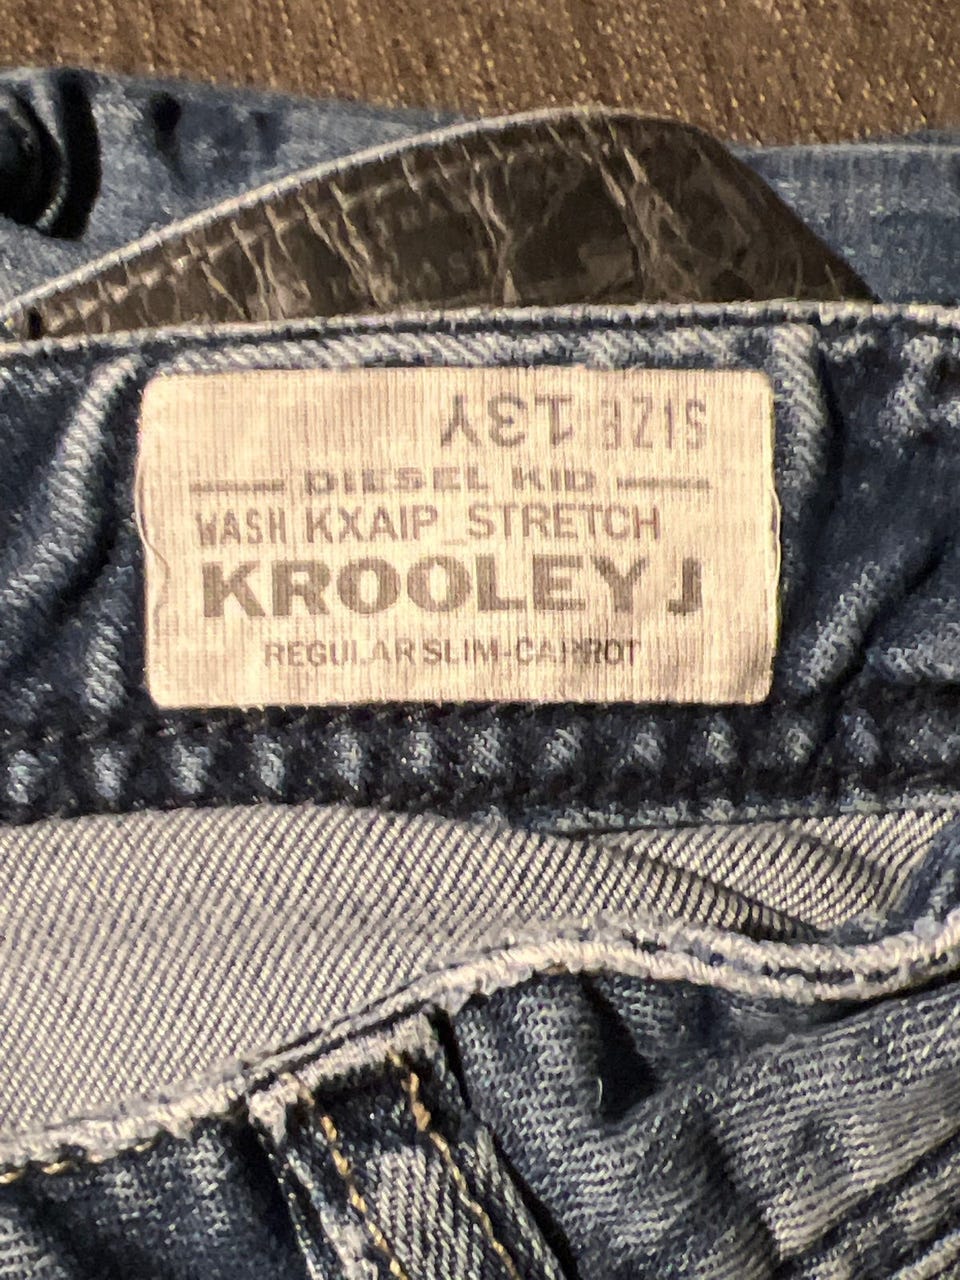 SIZE 13Y
DIESEL KID
WASH KXAIP_STRETCH
KROOLEY J
REGULAR SLIM-CARROT